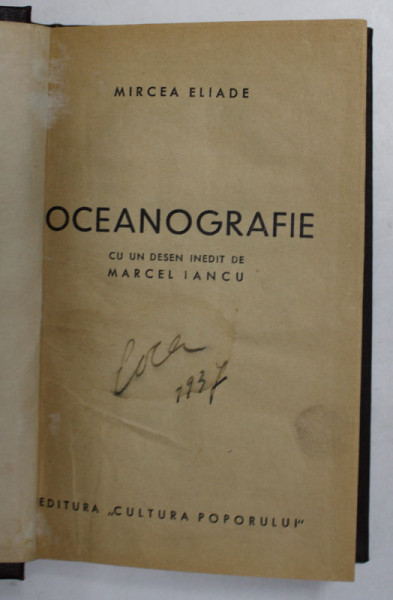 MIRCEA ELIADE
OCEANOGRAFIE
CU UN DESEN INEDIT DE
MARCEL IANCU
1937
EDITURA „CULTURA POPORULUI"